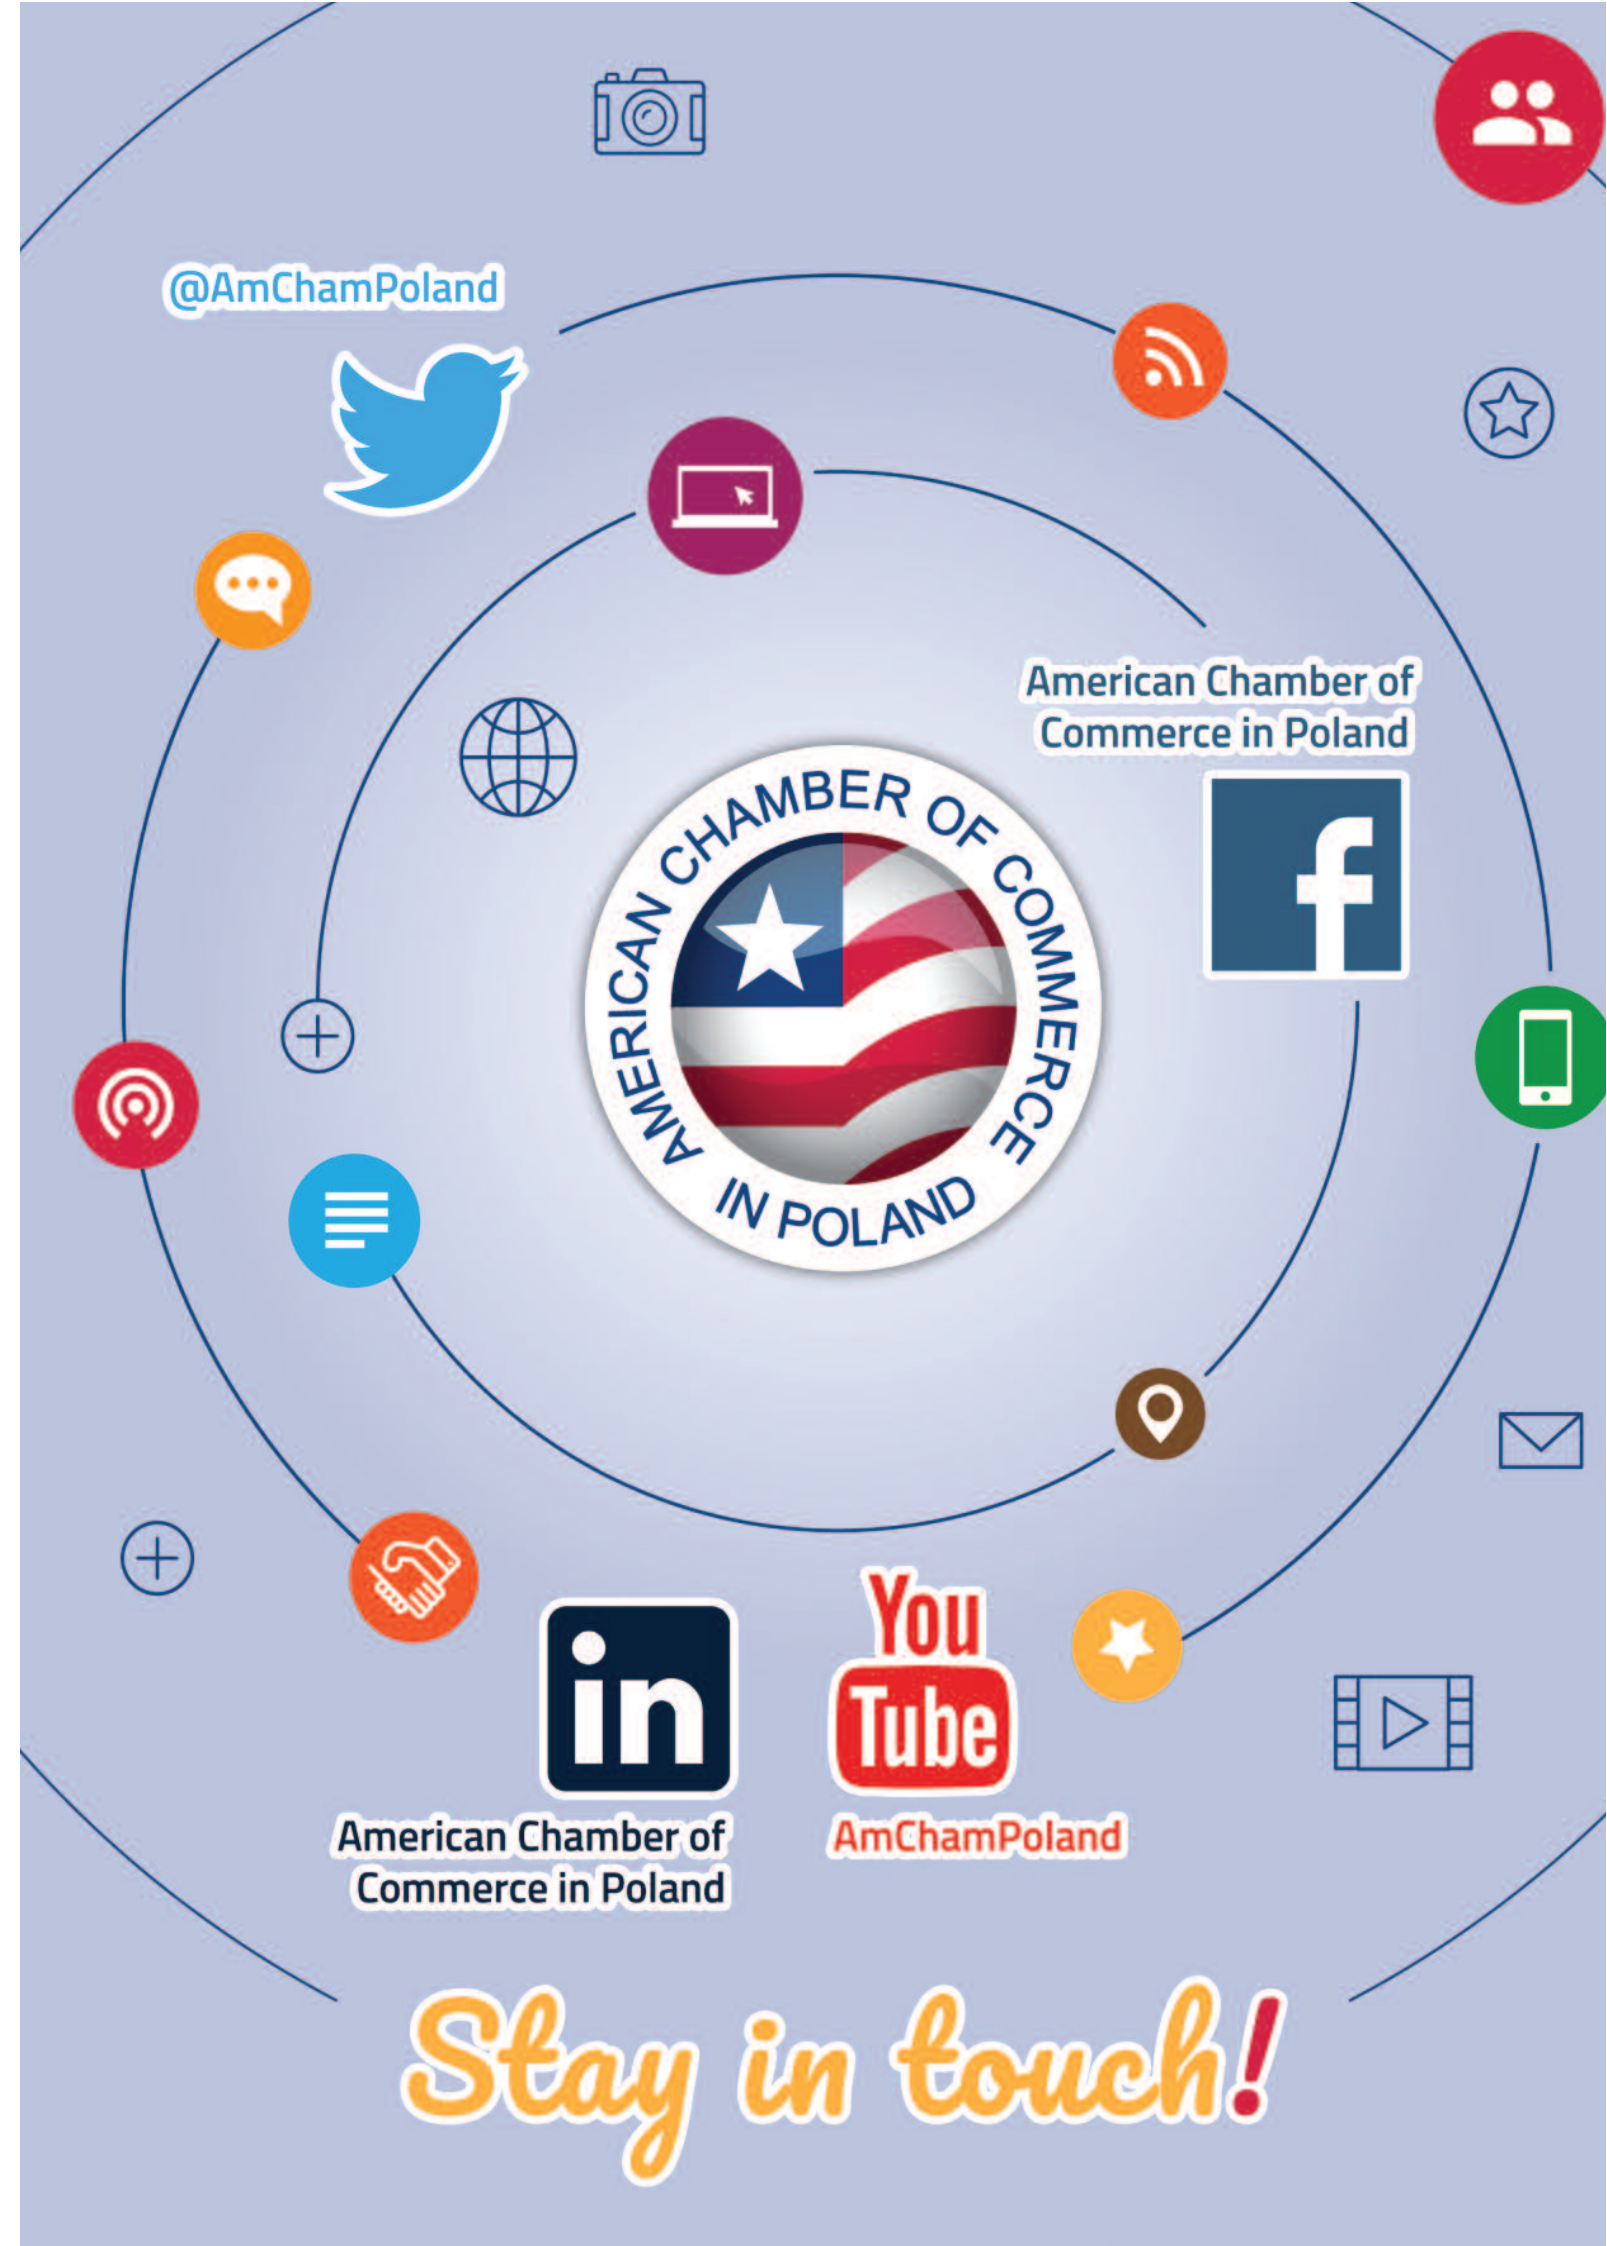 @AmChamPoland
American Chamber of
Commerce in Poland
f
AMERICAN CHAMBER OF COMMERCE
IN POLAND
in
You
Tube
American Chamber of
Commerce in Poland
AmChamPoland
Stay in touch!